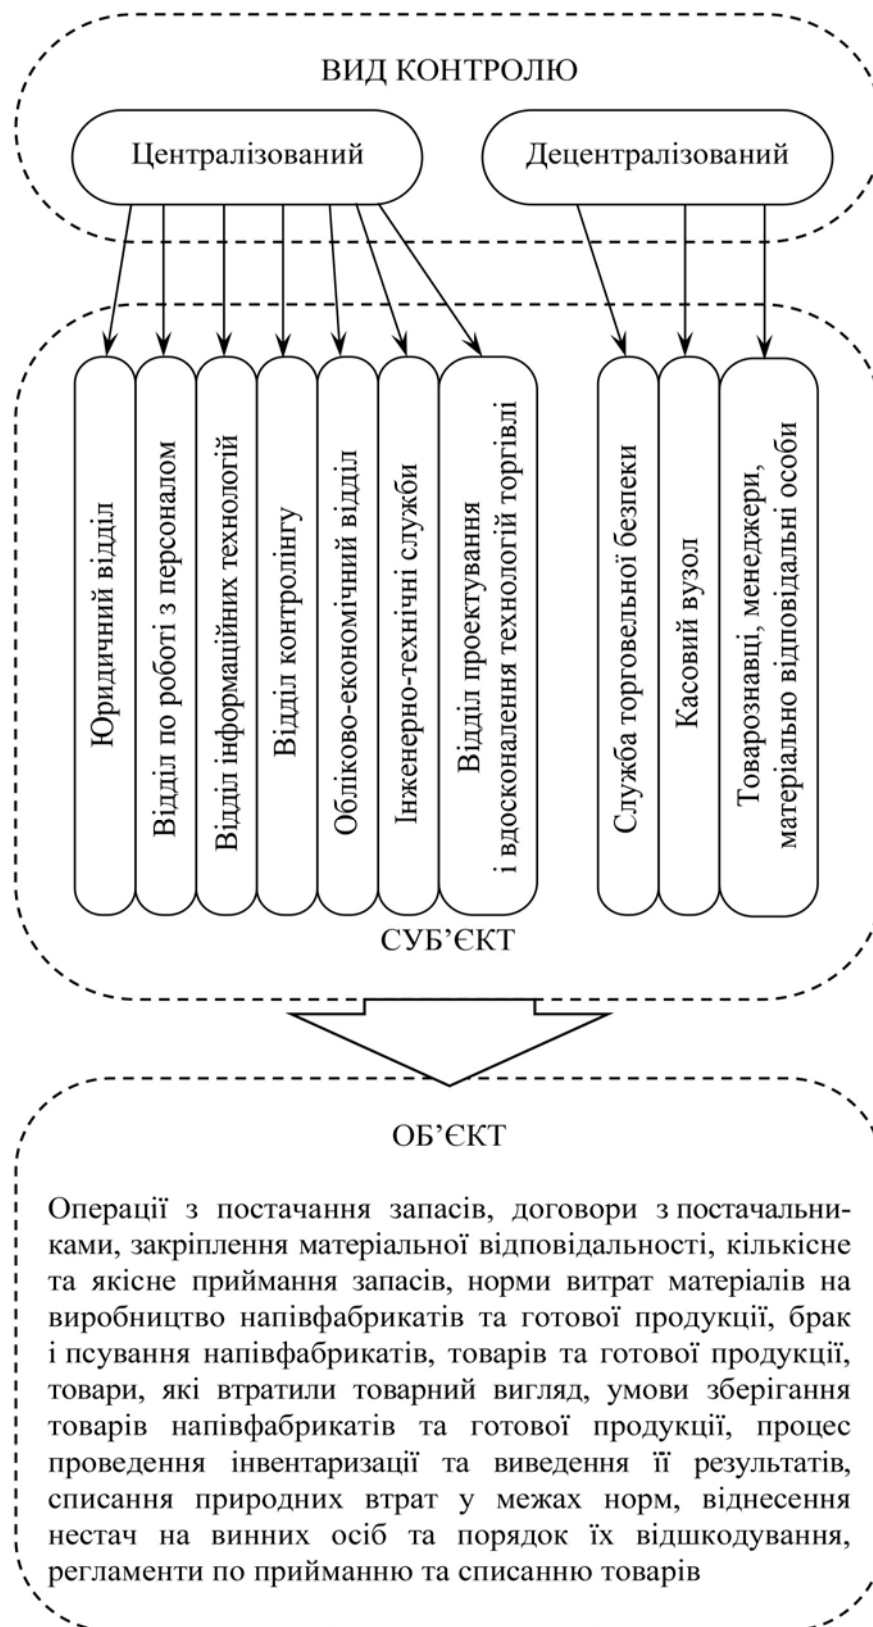 ВИД КОНТРОЛЮ
Централізований
Децентралізований
Юридичний відділ
Відділ по роботі з персоналом
Відділ інформаційних технологій
Відділ контролінгу
Обліково-економічний відділ
Інженерно-технічні служби
Відділ проектування
і вдосконалення технологій торгівлі
Служба торговельної безпеки
Касовий вузол
Товарознавці, менеджери,
матеріально відповідальні особи
СУБ’ЄКТ
ОБ’ЄКТ
Операції з постачання запасів, договори з постачальни-
ками, закріплення матеріальної відповідальності, кількісне
та якісне приймання запасів, норми витрат матеріалів на
виробництво напівфабрикатів та готової продукції, брак
і псування напівфабрикатів, товарів та готової продукції,
товари, які втратили товарний вигляд, умови зберігання
товарів напівфабрикатів та готової продукції, процес
проведення інвентаризації та виведення її результатів,
списання природних втрат у межах норм, віднесення
нестач на винних осіб та порядок їх відшкодування,
регламенти по прийманню та списанню товарів